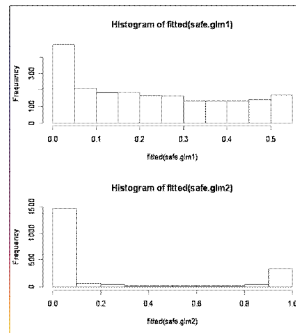 Histogram of fitted(safe.glm1)
Frequency
0 100 300
0.0 0.1 0.2 0.3 0.4 0.5
fitted(safe.glm1)
Histogram of fitted(safe.glm2)
Frequency
0 500 1500
0.0 0.2 0.4 0.6 0.8 1.0
fitted(safe.glm2)